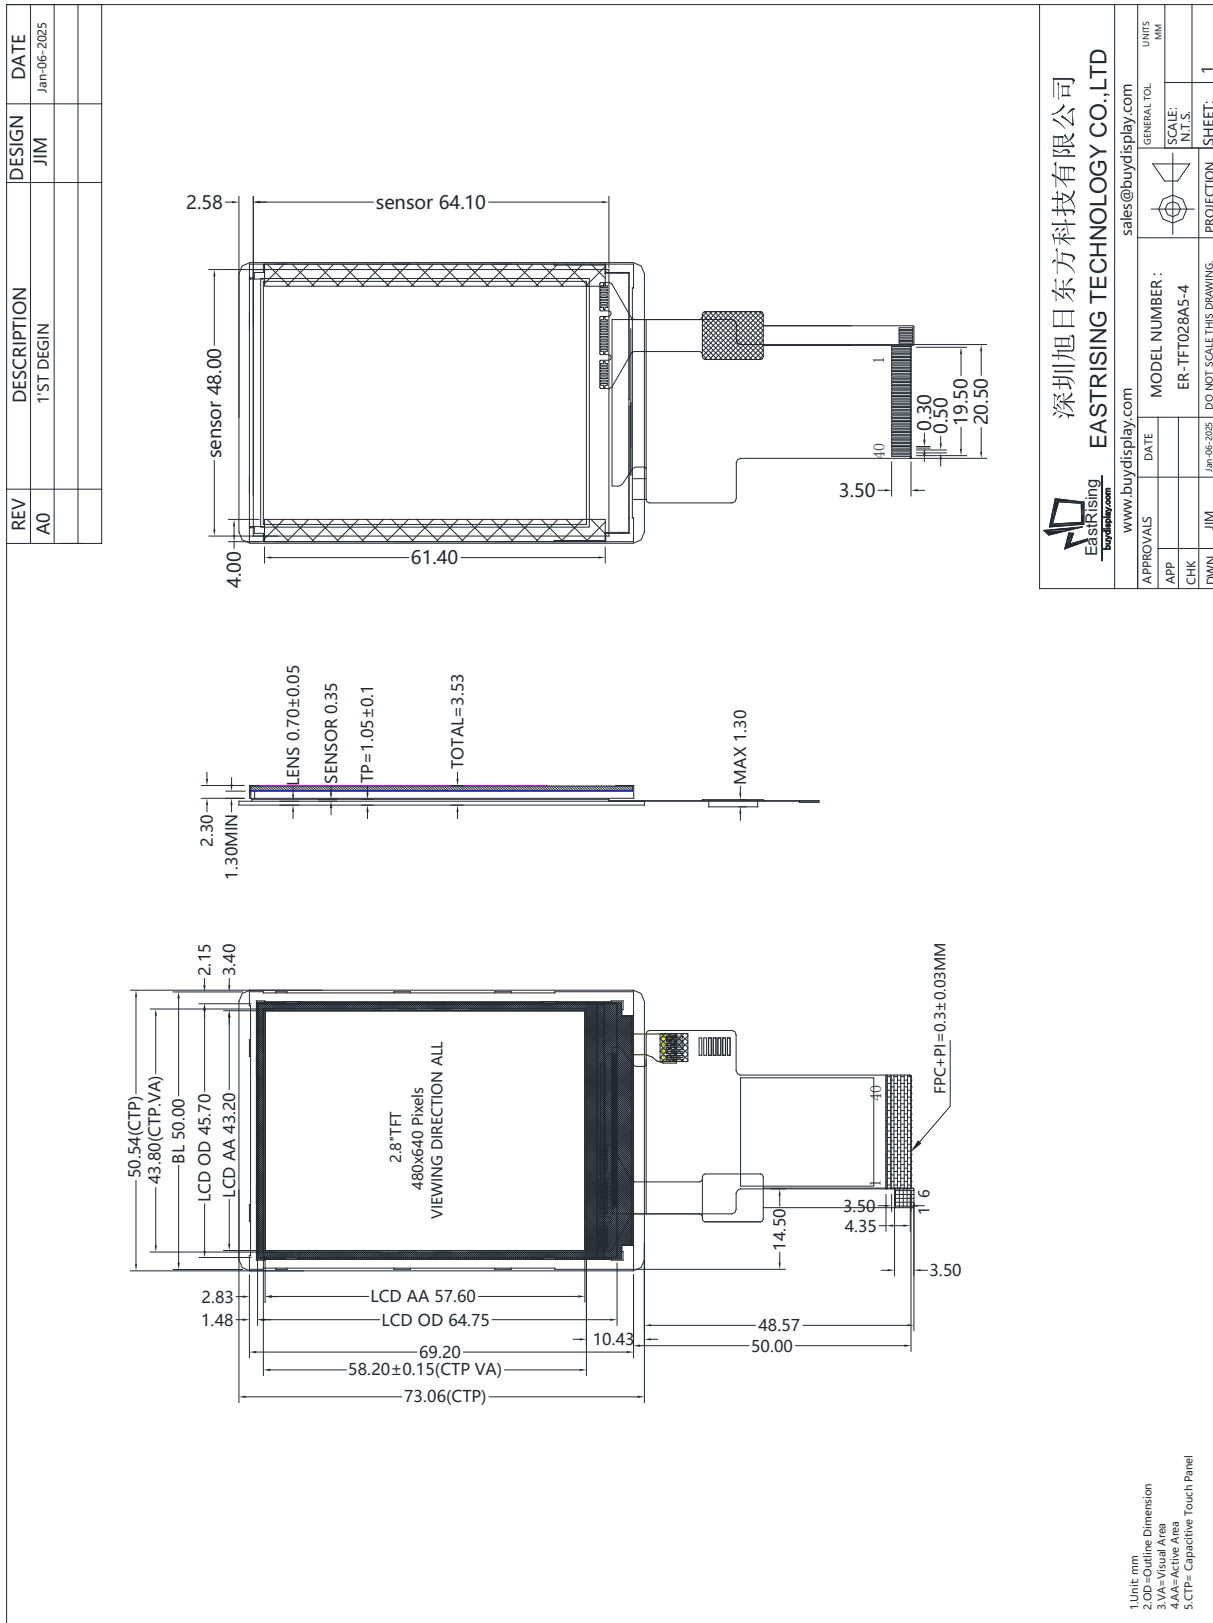 REV DESCRIPTION DESIGN DATE
A0 1'ST DEGIN JIM Jan-06-2025
50.54(CTP)
43.80(CTP.VA)
BL 50.00
LCD OD 45.70
LCD AA 43.20
2.15
3.40
2.8"TFT
480x640 Pixels
VIEWING DIRECTION ALL
2.83
1.48
LCD AA 57.60
LCD OD 64.75
10.43
69.20
58.20±0.15(CTP VA)
73.06(CTP)
48.57
50.00
14.50
3.50
4.35
3.50
1 6
1
40
FPC+PI=0.3±0.03MM
2.30
1.30MIN
LENS 0.70±0.05
SENSOR 0.35
TP=1.05±0.1
TOTAL=3.53
MAX 1.30
2.58
sensor 64.10
sensor 48.00
4.00
61.40
1
40
0.30
0.50
19.50
20.50
3.50
1.Unit: mm
2.OD=Outline Dimension
3.VA=Visual Area
4.AA=Active Area
5.CTP= Capacitive Touch Panel
EastRising
buydisplay.com
深圳旭日东方科技有限公司
EASTRISING TECHNOLOGY CO.,LTD
www.buydisplay.com sales@buydisplay.com
APPROVALS DATE
APP
CHK
DWN JIM Jan-06-2025
MODEL NUMBER :
ER-TFT028A5-4
DO NOT SCALE THIS DRAWING.
PROJECTION
GENERAL TOL.
UNITS
MM
SCALE:
N.T.S.
SHEET: 1